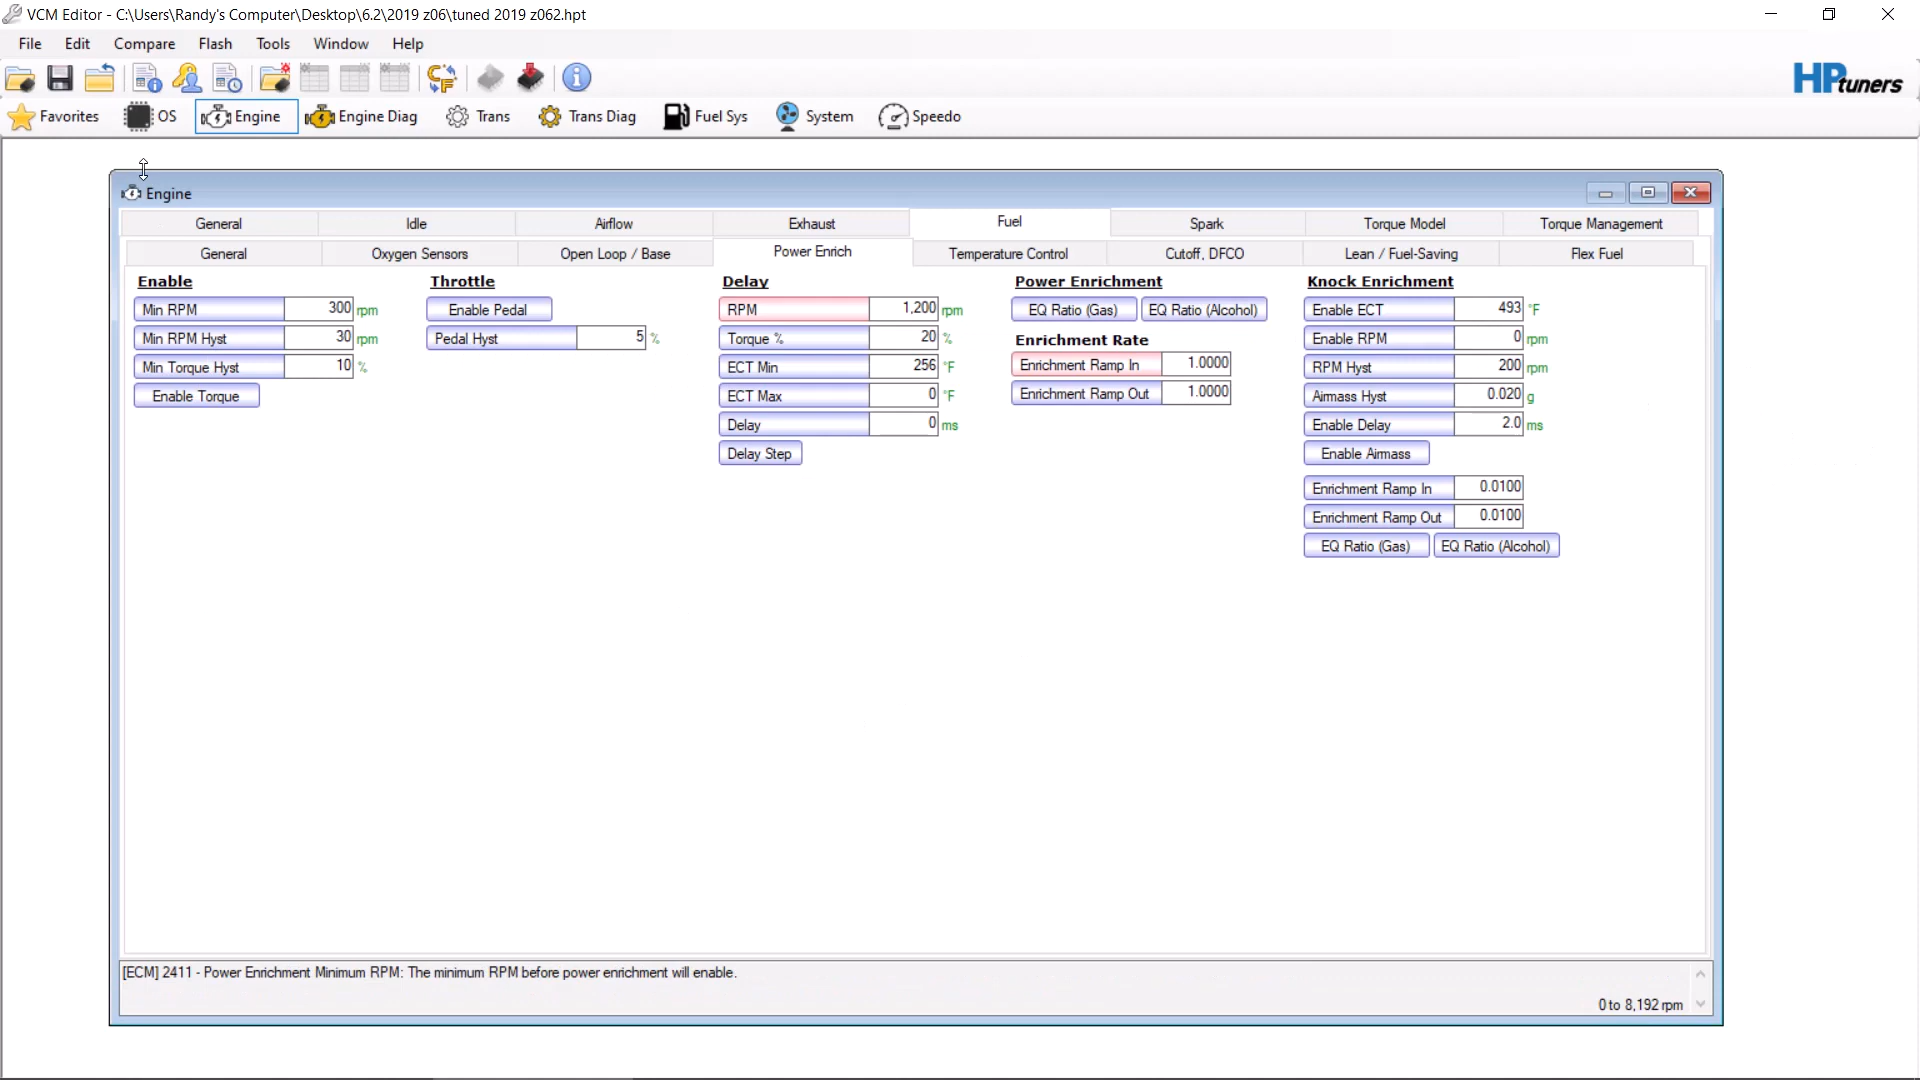 VCM Editor - C:\Users\Randy's Computer\Desktop\6.2\2019 z06\tuned 2019 z062.hpt
File Edit Compare Flash Tools Window Help
HPtuners
Favorites OS Engine Engine Diag Trans Trans Diag Fuel Sys System Speedo
Engine
General Idle Airflow Exhaust Fuel Spark Torque Model Torque Management
General Oxygen Sensors Open Loop / Base Power Enrich Temperature Control Cutoff, DFCO Lean / Fuel-Saving Flex Fuel
Enable
Min RPM 300 rpm
Min RPM Hyst 30 rpm
Min Torque Hyst 10 %
Enable Torque
Throttle
Enable Pedal
Pedal Hyst 5 %
Delay
RPM 1,200 rpm
Torque % 20 %
ECT Min 256 °F
ECT Max 0 °F
Delay 0 ms
Delay Step
Power Enrichment
EQ Ratio (Gas) EQ Ratio (Alcohol)
Enrichment Rate
Enrichment Ramp In 1.0000
Enrichment Ramp Out 1.0000
Knock Enrichment
Enable ECT 493 °F
Enable RPM 0 rpm
RPM Hyst 200 rpm
Airmass Hyst 0.020 g
Enable Delay 2.0 ms
Enable Airmass
Enrichment Ramp In 0.0100
Enrichment Ramp Out 0.0100
EQ Ratio (Gas) EQ Ratio (Alcohol)
[ECM] 2411 - Power Enrichment Minimum RPM: The minimum RPM before power enrichment will enable.
0 to 8,192 rpm